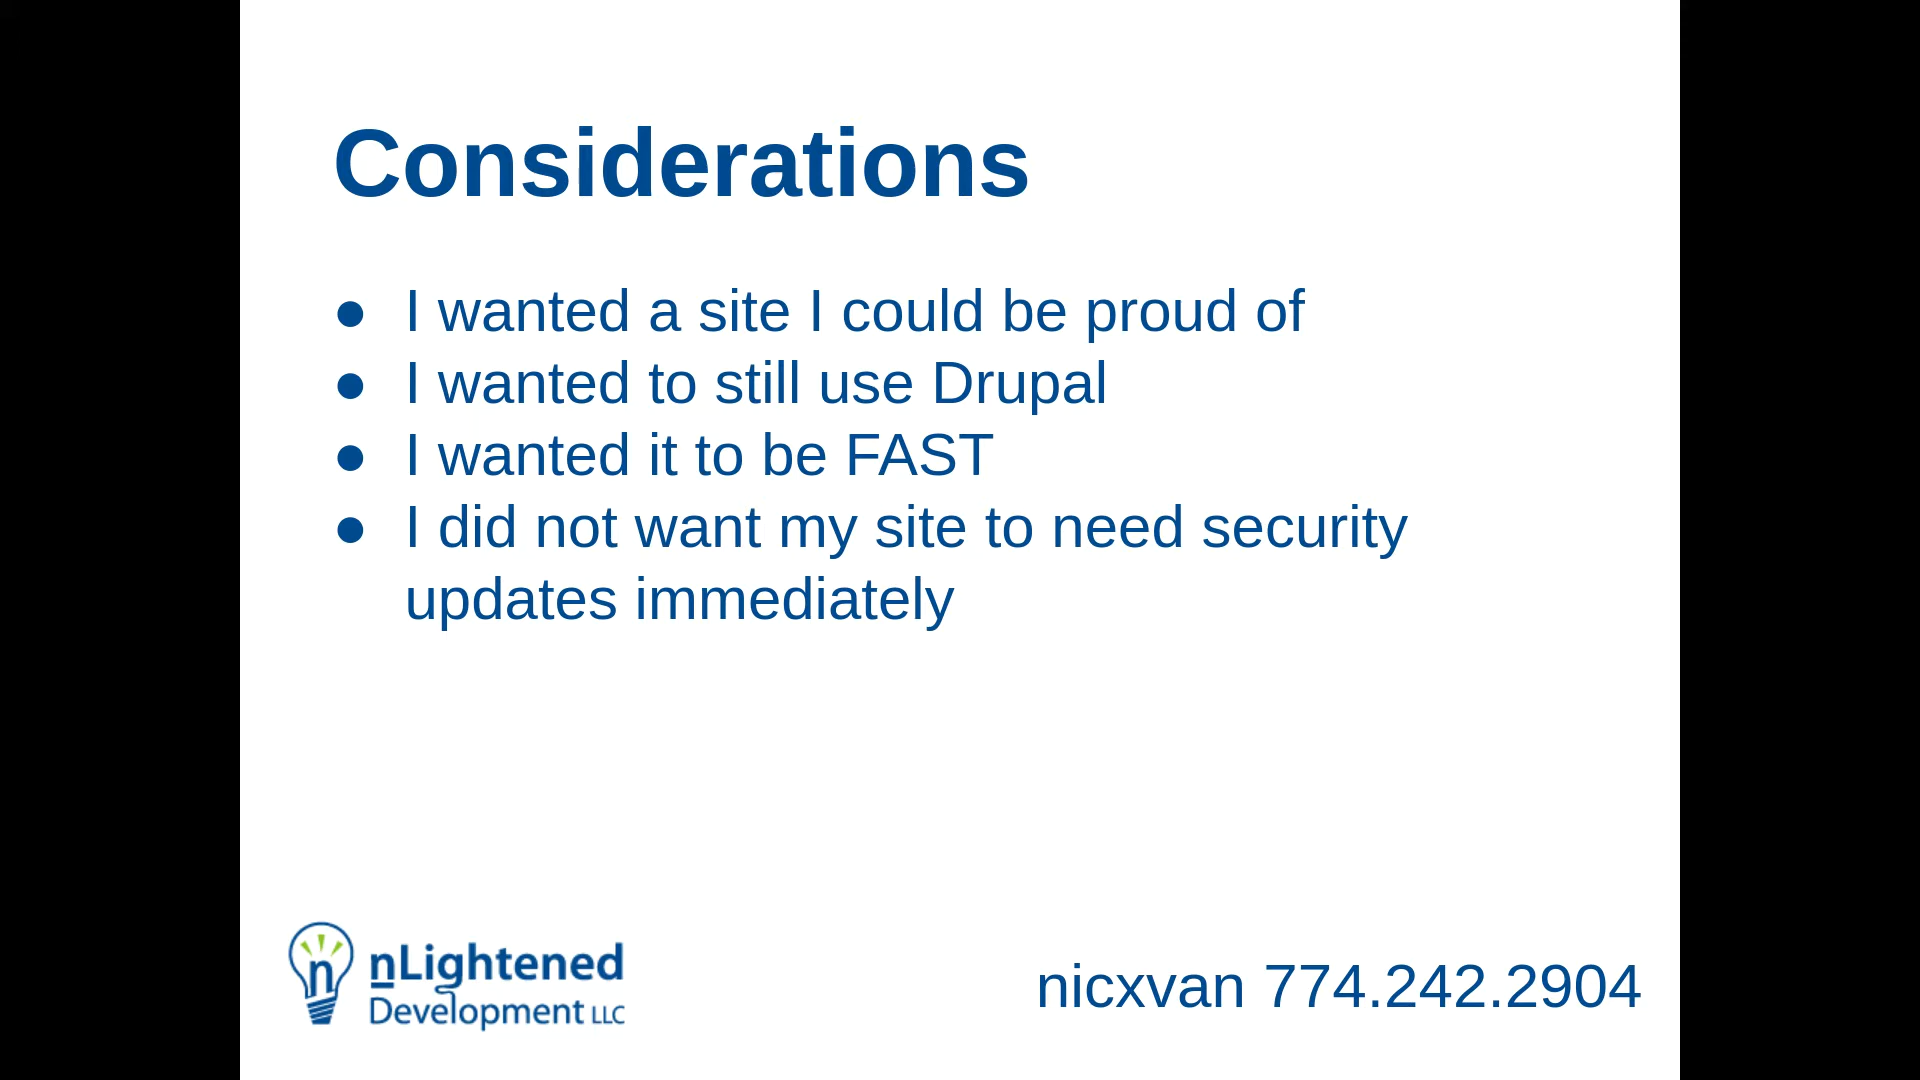 Considerations
● I wanted a site I could be proud of
● I wanted to still use Drupal
● I wanted it to be FAST
● I did not want my site to need security
updates immediately
n
nLightened
Development LLC
nicxvan 774.242.2904